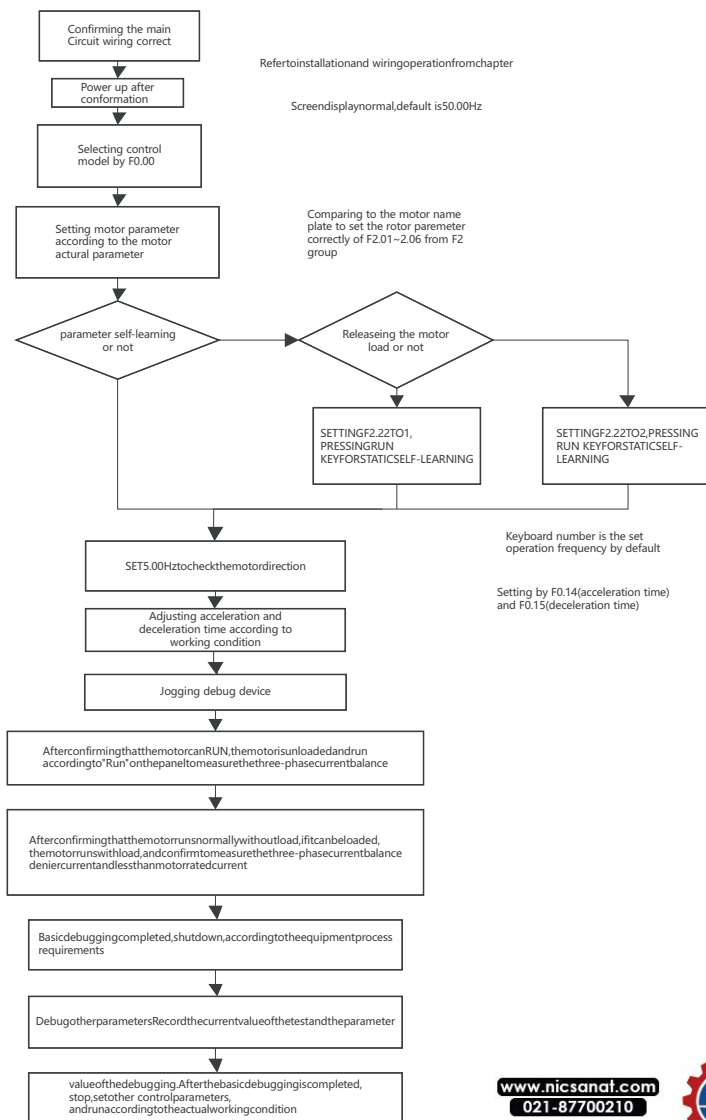 Confirming the main
Circuit wiring correct
Refertoinstallationand wiringoperationfromchapter
Power up after
conformation
Screendisplaynormal,default is50.00Hz
Selecting control
model by F0.00
Setting motor parameter
according to the motor
actural parameter
Comparing to the motor name
plate to set the rotor paremeter
correctly of F2.01~2.06 from F2
group
parameter self-learning
or not
Releaseing the motor
load or not
SETTINGF2.22TO1,
PRESSINGRUN
KEYFORSTATICSELF-LEARNING
SETTINGF2.22TO2,PRESSING
RUN KEYFORSTATICSELF-
LEARNING
Keyboard number is the set
operation frequency by default
SET5.00Hztocheckthemotordirection
Setting by F0.14(acceleration time)
and F0.15(deceleration time)
Adjusting acceleration and
deceleration time according to
working condition
Jogging debug device
AfterconfirmingthatthemotorcanRUN,themotorisunloadedandrun
accordingto"Run"onthepaneltomeasurethethree-phasecurrentbalance
Afterconfirmingthatthemotorrunsnormallywithoutload,ifitcanbeloaded,
themotorrunswithload,andconfirmtomeasurethethree-phasecurrentbalance
deniercurrentandlessthanmotorratedcurrent
Basicdebuggingcompleted,shutdown,accordingtotheequipmentprocess
requirements
DebugotherparametersRecordthecurrentvalueofthetestandtheparameter
valueofthedebugging.Afterthebasicdebuggingiscompleted,
stop,setother controlparameters,
andrunaccordingtotheactualworkingcondition
www.nicsanat.com
021-87700210